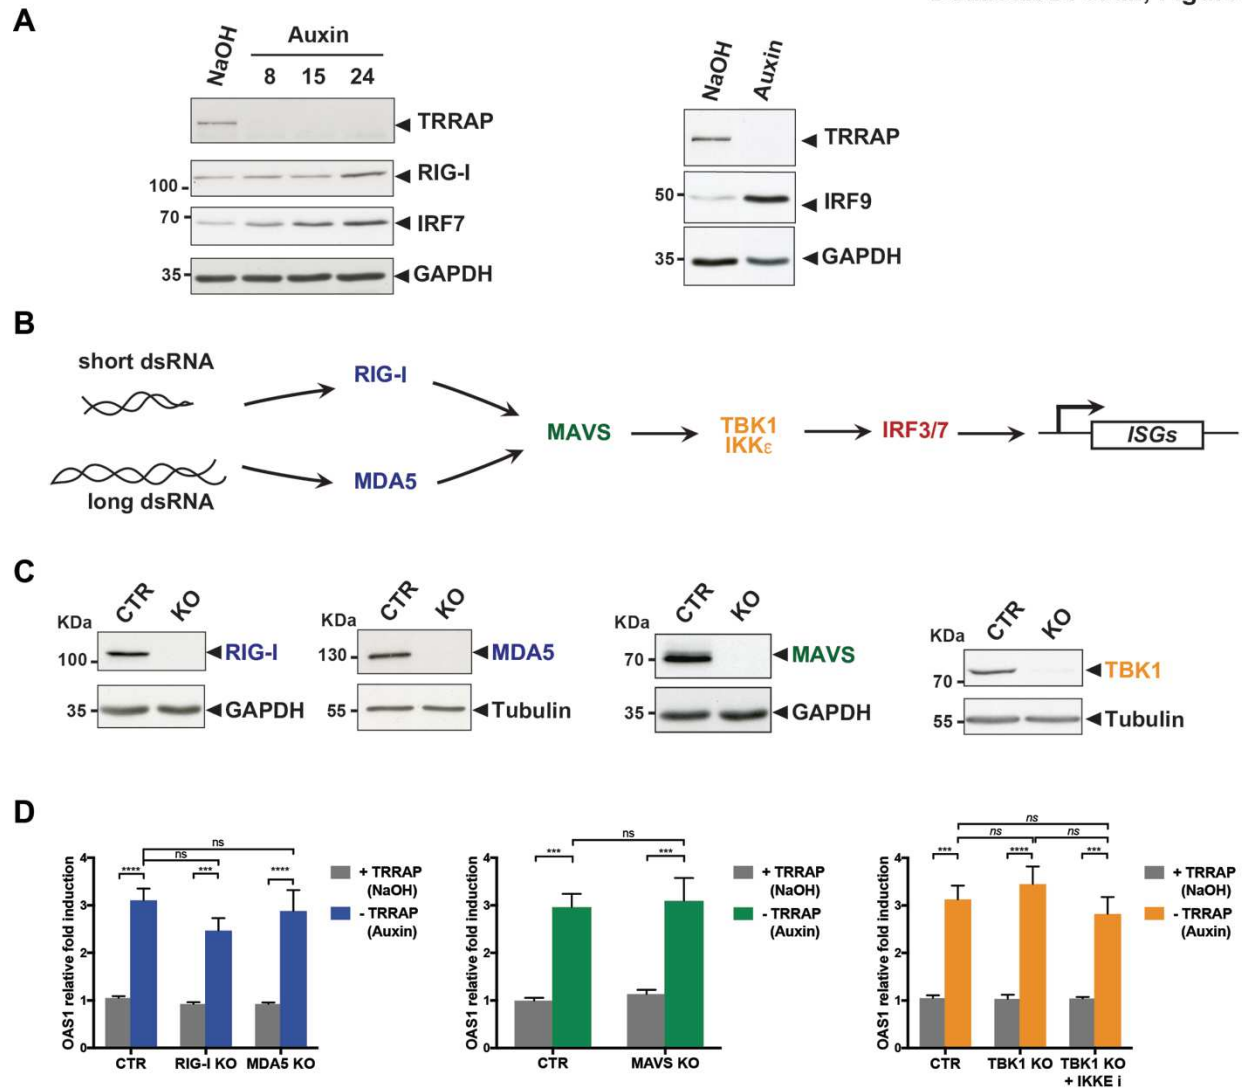 A
NaOH
Auxin
8 15 24
TRRAP
100
RIG-I
70
IRF7
35
GAPDH
NaOH
Auxin
TRRAP
50
IRF9
35
GAPDH
B
short dsRNA
long dsRNA
RIG-I
MDA5
MAVS
TBK1
IKKε
IRF3/7
ISGs
C
KDa
CTR
KO
100
RIG-I
35
GAPDH
KDa
CTR
KO
130
MDA5
55
Tubulin
CTR
KO
KDa
70
MAVS
35
GAPDH
KDa
CTR
KO
70
TBK1
55
Tubulin
D
OAS1 relative fold induction
4
3
2
1
0
ns
ns
****
***
****
CTR
RIG-I KO
MDA5 KO
+ TRRAP
(NaOH)
- TRRAP
(Auxin)
OAS1 relative fold induction
4
3
2
1
0
ns
***
***
CTR
MAVS KO
+ TRRAP
(NaOH)
- TRRAP
(Auxin)
OAS1 relative fold induction
4
3
2
1
0
ns
ns
ns
***
****
***
CTR
TBK1 KO
TBK1 KO
+ IKKE i
+ TRRAP
(NaOH)
- TRRAP
(Auxin)